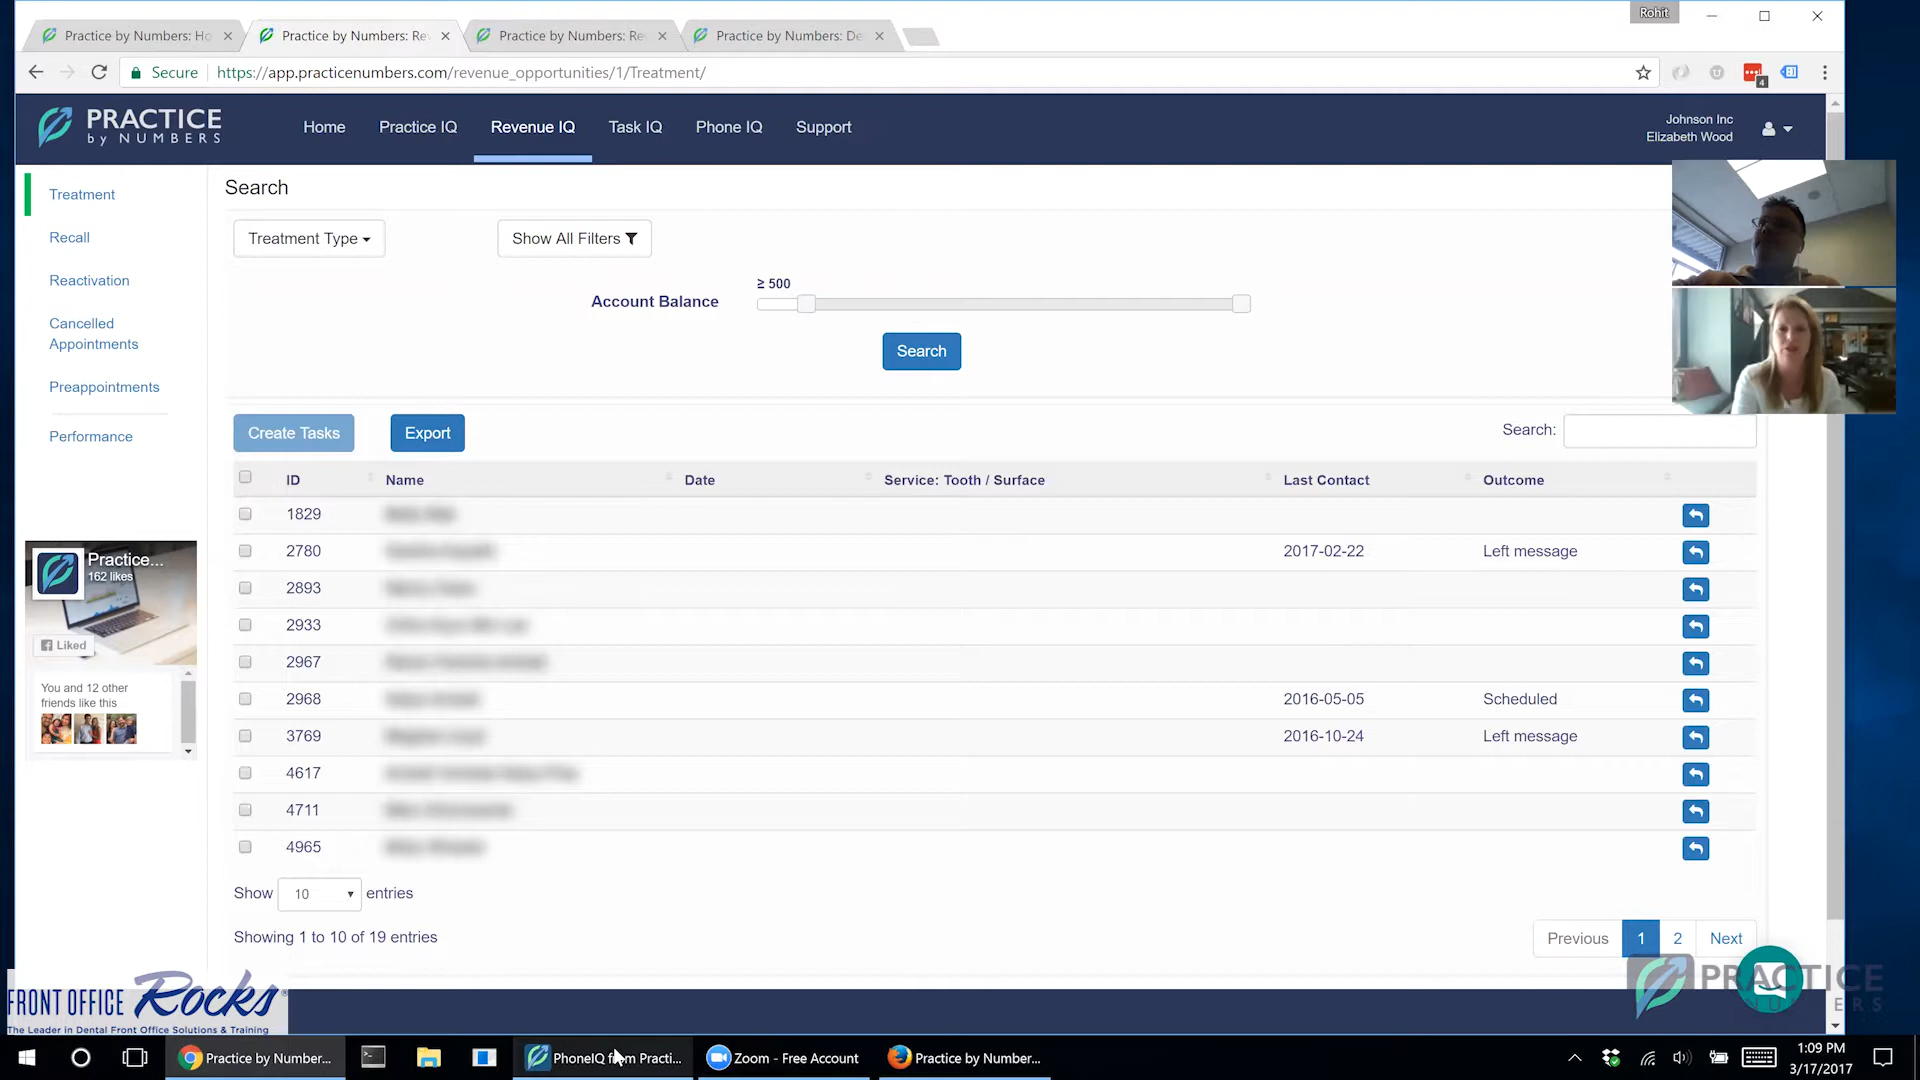 Rohit
Practice by Numbers: Ho
Practice by Numbers: Rev
Practice by Numbers: Re
Practice by Numbers: De
Secure
https://app.practicenumbers.com/revenue_opportunities/1/Treatment/
4
PRACTICE
by NUMBERS
Home
Practice IQ
Revenue IQ
Task IQ
Phone IQ
Support
Johnson Inc
Elizabeth Wood
Treatment
Recall
Reactivation
Cancelled
Appointments
Preappointments
Performance
Search
Treatment Type
Show All Filters
≥ 500
Account Balance
Search
Create Tasks
Export
Search:
ID Name Date Service: Tooth / Surface Last Contact Outcome
1829
2780 2017-02-22 Left message
2893
2933
2967
2968 2016-05-05 Scheduled
3769 2016-10-24 Left message
4617
4711
4965
Practice...
162 likes
Liked
You and 12 other
friends like this
Show 10 entries
Showing 1 to 10 of 19 entries
Previous 1 2 Next
FRONT OFFICE Rocks
The Leader in Dental Front Office Solutions & Training
PRACTICE
NUMBERS
Practice by Number...
PhoneIQ from Practi...
Zoom - Free Account
Practice by Number...
1:09 PM
3/17/2017